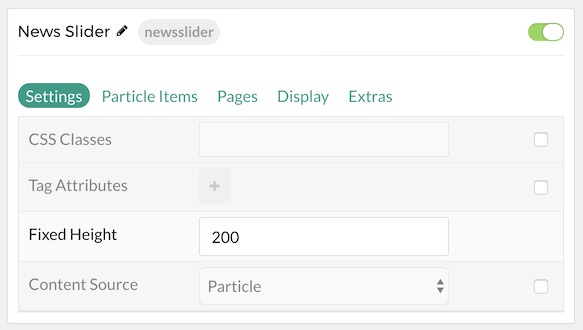 News Slider newsslider
Settings Particle Items Pages Display Extras
CSS Classes
Tag Attributes +
Fixed Height 200
Content Source Particle